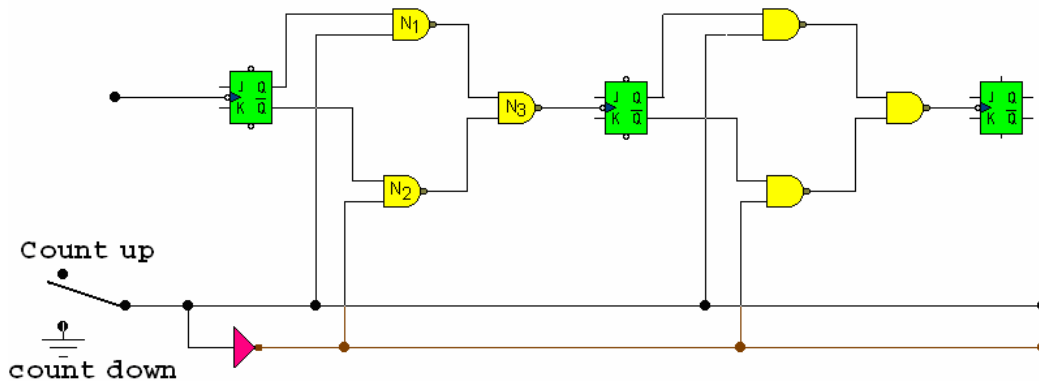 N1
J Q
K Q̅
N3
J Q
K Q̅
J Q
K Q̅
N2
Count up
count down